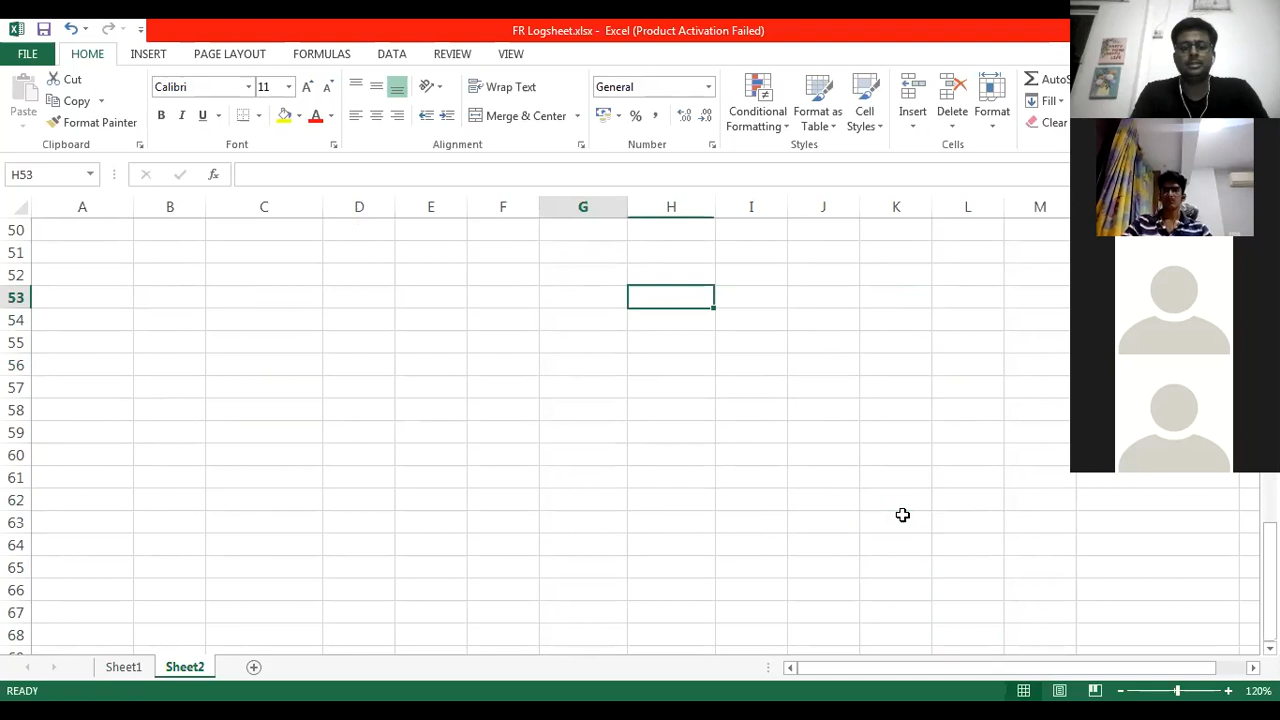 FR Logsheet.xlsx - Excel (Product Activation Failed)
FILE HOME INSERT PAGE LAYOUT FORMULAS DATA REVIEW VIEW
Paste
Cut
Copy
Format Painter
Clipboard
Calibri 11
B I U A
Font
Wrap Text
Merge & Center
Alignment
General
%
Number
Conditional Formatting
Format as Table
Cell Styles
Styles
Insert Delete Format
Cells
AutoS
Fill
Clear
H53
fx
A B C D E F G H I J K L M
50
51
52
53
54
55
56
57
58
59
60
61
62
63
64
65
66
67
68
Sheet1 Sheet2
READY 120%